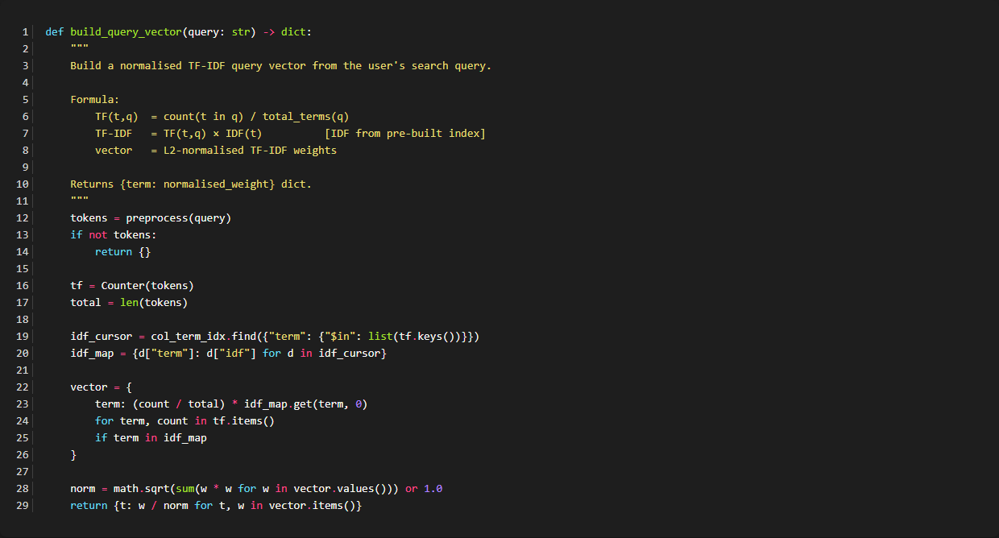 1 def build_query_vector(query: str) -> dict:
2     """
3     Build a normalised TF-IDF query vector from the user's search query.
4
5     Formula:
6         TF(t,q)  = count(t in q) / total_terms(q)
7         TF-IDF   = TF(t,q) × IDF(t)          [IDF from pre-built index]
8         vector   = L2-normalised TF-IDF weights
9
10     Returns {term: normalised_weight} dict.
11     """
12     tokens = preprocess(query)
13     if not tokens:
14         return {}
15
16     tf = Counter(tokens)
17     total = len(tokens)
18
19     idf_cursor = col_term_idx.find({"term": {"$in": list(tf.keys())}})
20     idf_map = {d["term"]: d["idf"] for d in idf_cursor}
21
22     vector = {
23         term: (count / total) * idf_map.get(term, 0)
24         for term, count in tf.items()
25         if term in idf_map
26     }
27
28     norm = math.sqrt(sum(w * w for w in vector.values())) or 1.0
29     return {t: w / norm for t, w in vector.items()}